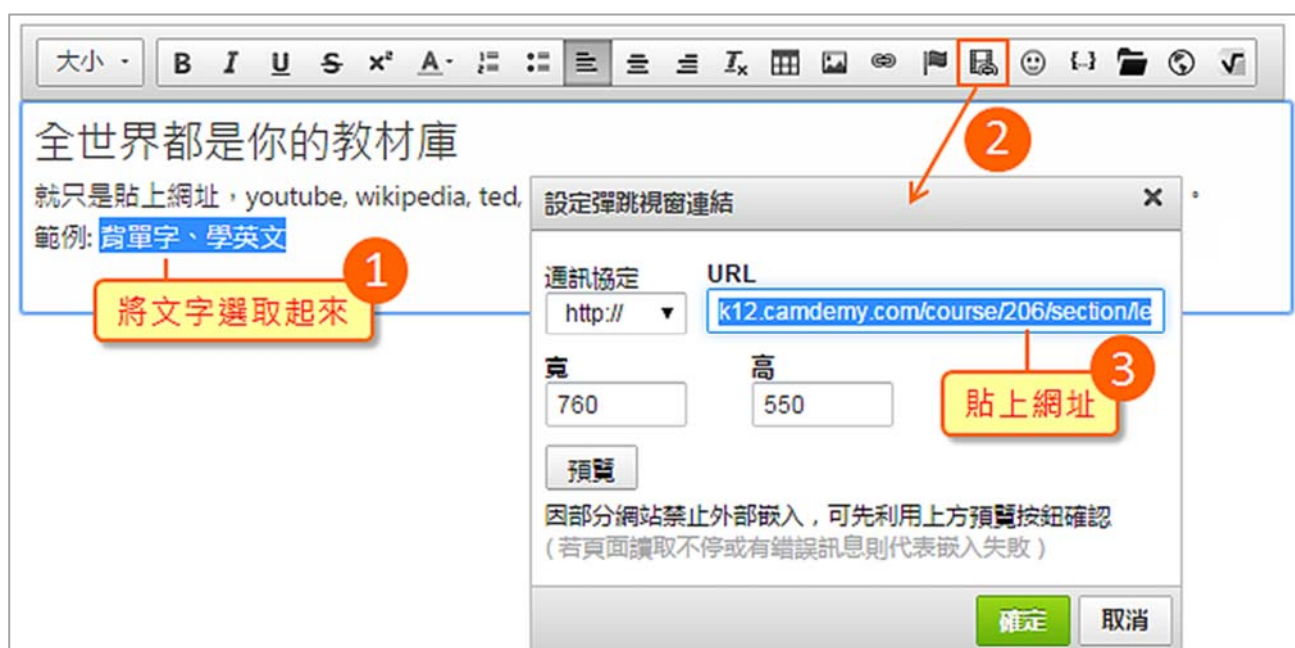 大小
B I U S x² A I x {...} √
全世界都是你的教材庫
就只是貼上網址，youtube, wikipedia, ted,
。
範例: 背單字、學英文
1
將文字選取起來
2
設定彈跳視窗連結
×
通訊協定 URL
http:// k12.camdemy.com/course/206/section/le
3
貼上網址
寬 高
760 550
預覽
因部分網站禁止外部嵌入，可先利用上方預覽按鈕確認
(若頁面讀取不停或有錯誤訊息則代表嵌入失敗)
確定 取消